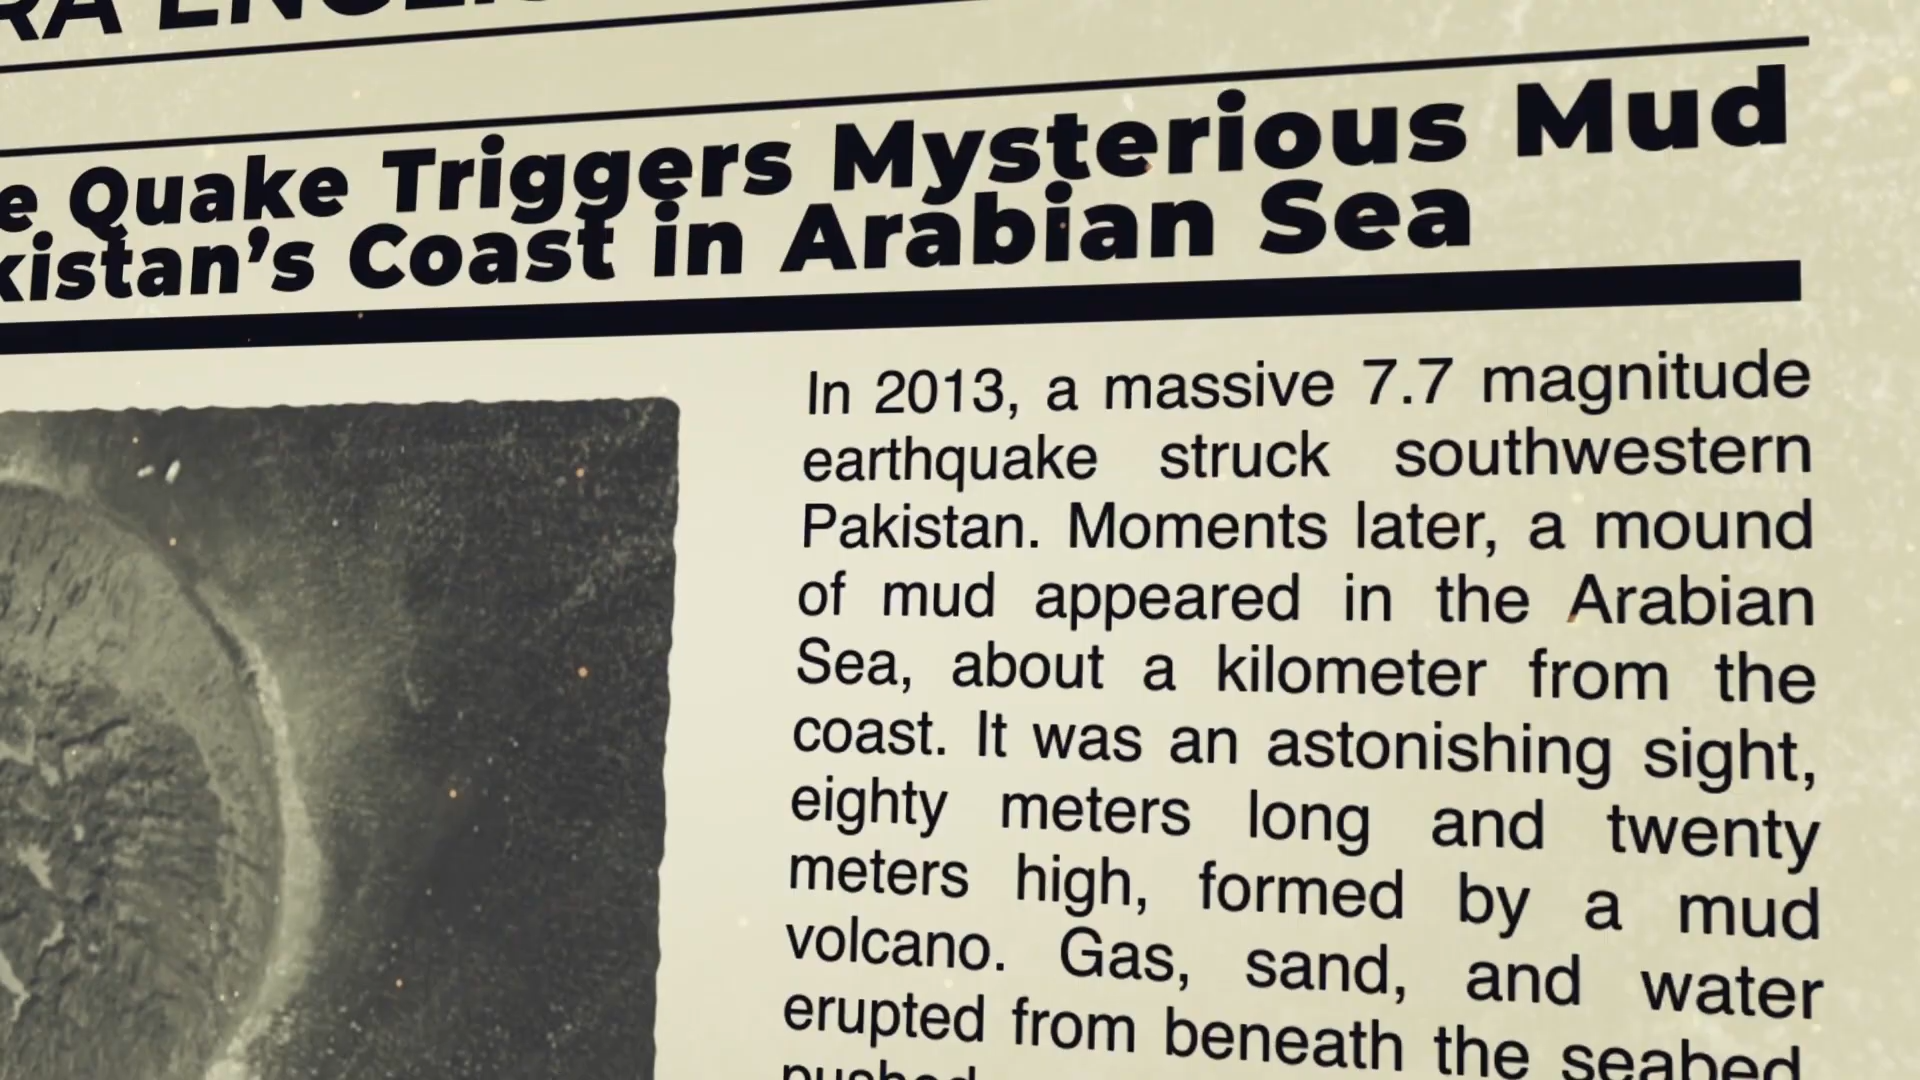 RA ENGLIS
e Quake Triggers Mysterious Mud
kistan's Coast in Arabian Sea
In 2013, a massive 7.7 magnitude
earthquake struck southwestern
Pakistan. Moments later, a mound
of mud appeared in the Arabian
Sea, about a kilometer from the
coast. It was an astonishing sight,
eighty meters long and twenty
meters high, formed by a mud
volcano. Gas, sand, and water
erupted from beneath the seabed,
pushed